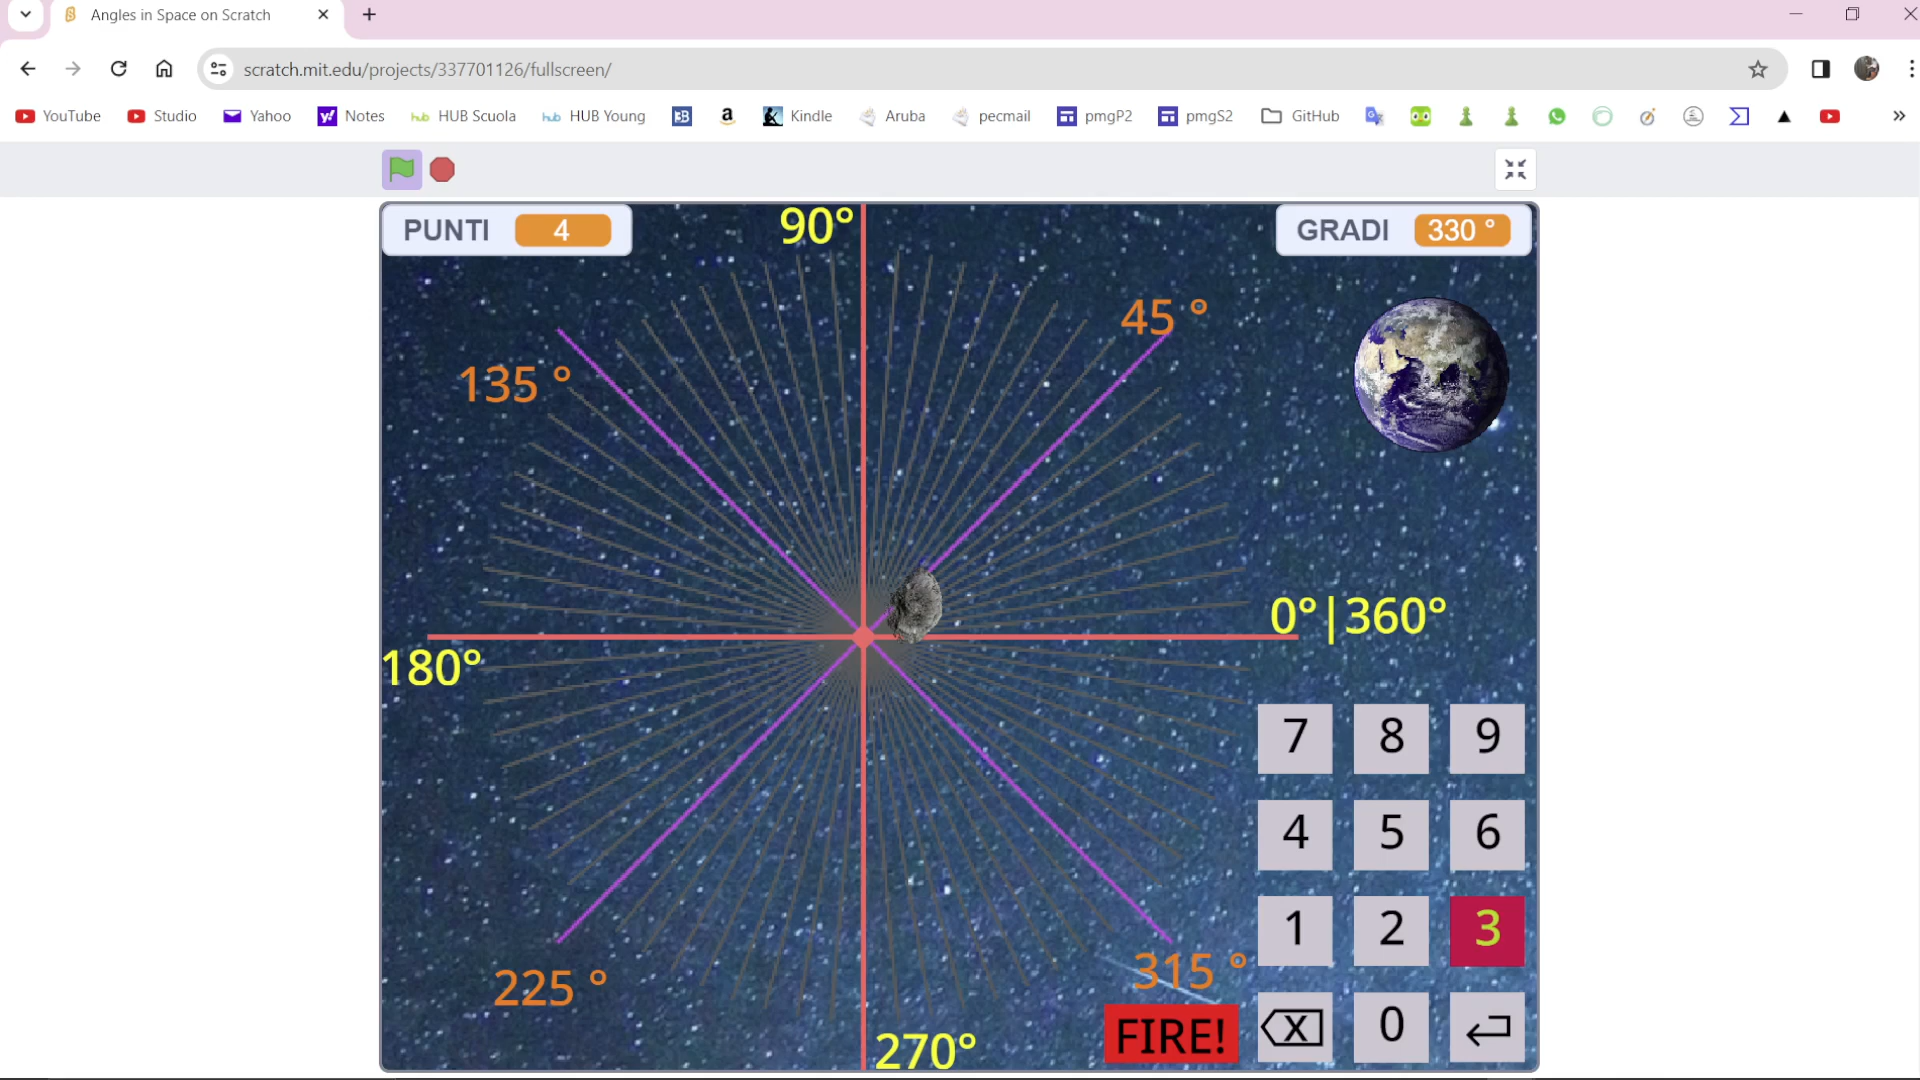 Angles in Space on Scratch
scratch.mit.edu/projects/337701126/fullscreen/
YouTube Studio Yahoo Notes HUB Scuola HUB Young Kindle Aruba pecmail pmgP2 pmgS2 GitHub
PUNTI 4
90°
GRADI 330 °
45 °
135 °
0°|360°
180°
7 8 9
4 5 6
1 2 3
315 °
225 °
FIRE! X 0
270°